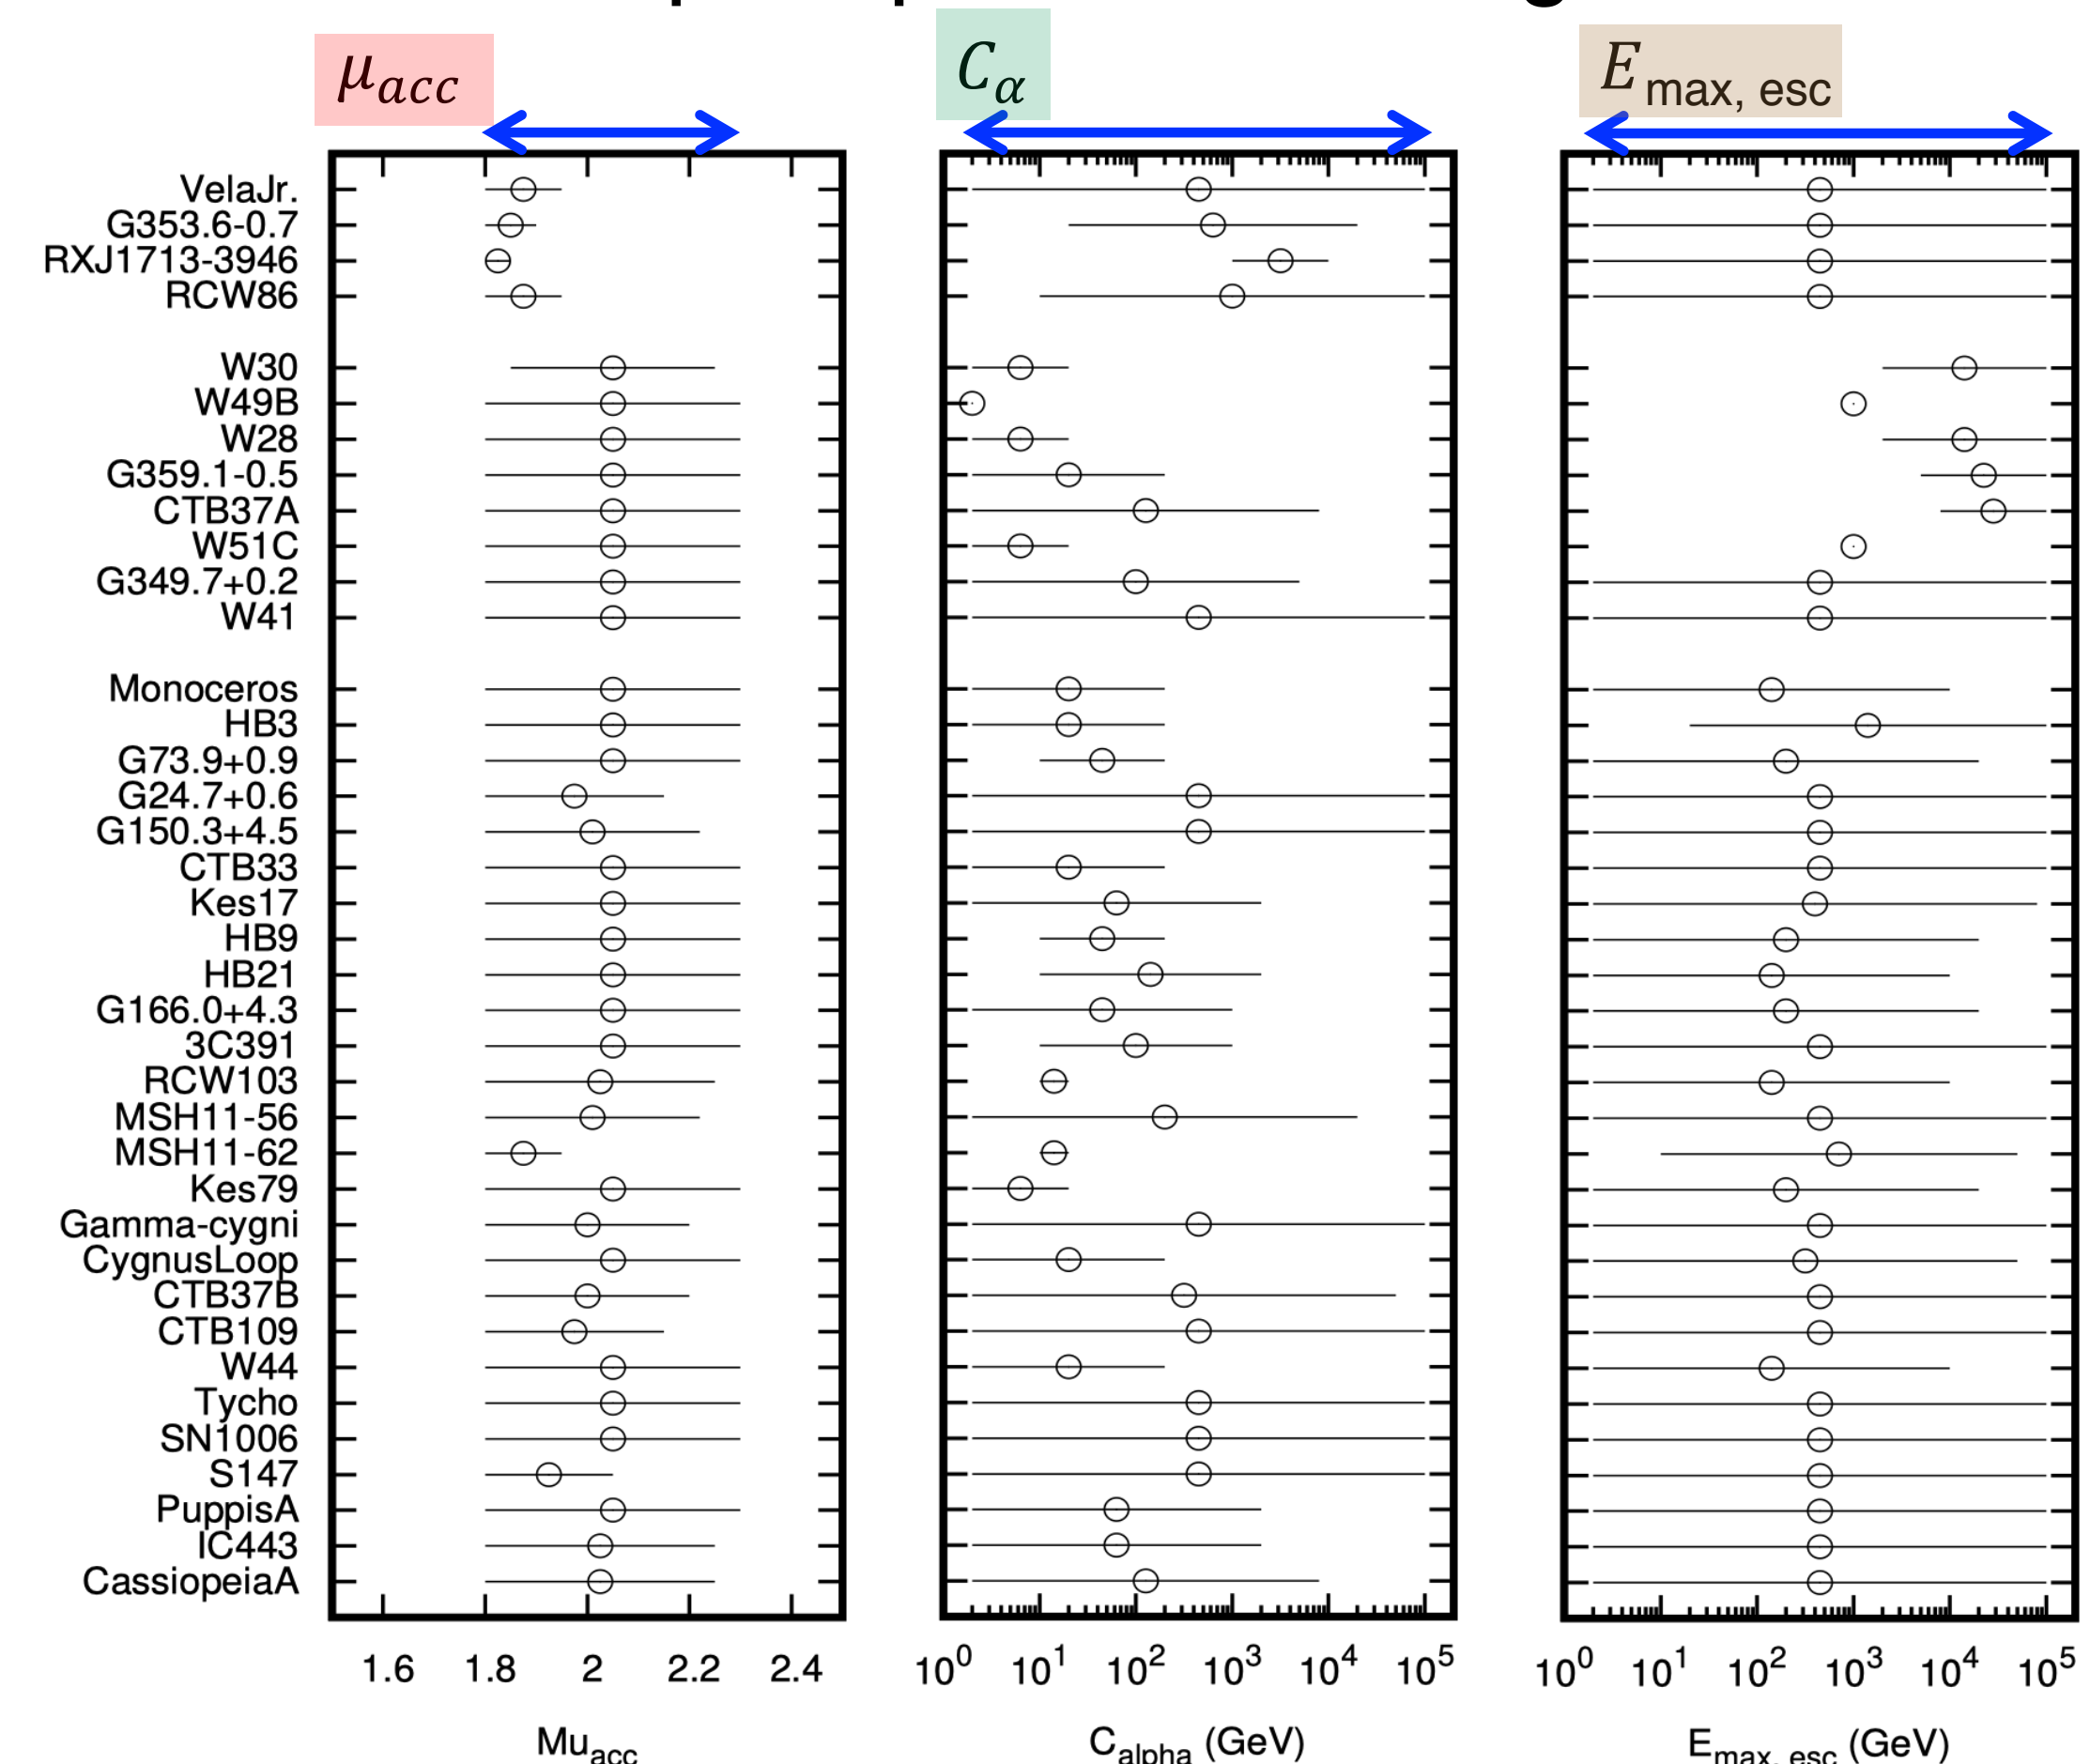 μacc Cα Emax, esc
VelaJr.
G353.6-0.7
RXJ1713-3946
RCW86
W30
W49B
W28
G359.1-0.5
CTB37A
W51C
G349.7+0.2
W41
Monoceros
HB3
G73.9+0.9
G24.7+0.6
G150.3+4.5
CTB33
Kes17
HB9
HB21
G166.0+4.3
3C391
RCW103
MSH11-56
MSH11-62
Kes79
Gamma-cygni
CygnusLoop
CTB37B
CTB109
W44
Tycho
SN1006
S147
PuppisA
IC443
CassiopeiaA
1.6 1.8 2 2.2 2.4 10^0 10^1 10^2 10^3 10^4 10^5 10^0 10^1 10^2 10^3 10^4 10^5
Muacc Calpha (GeV) Emax, esc (GeV)